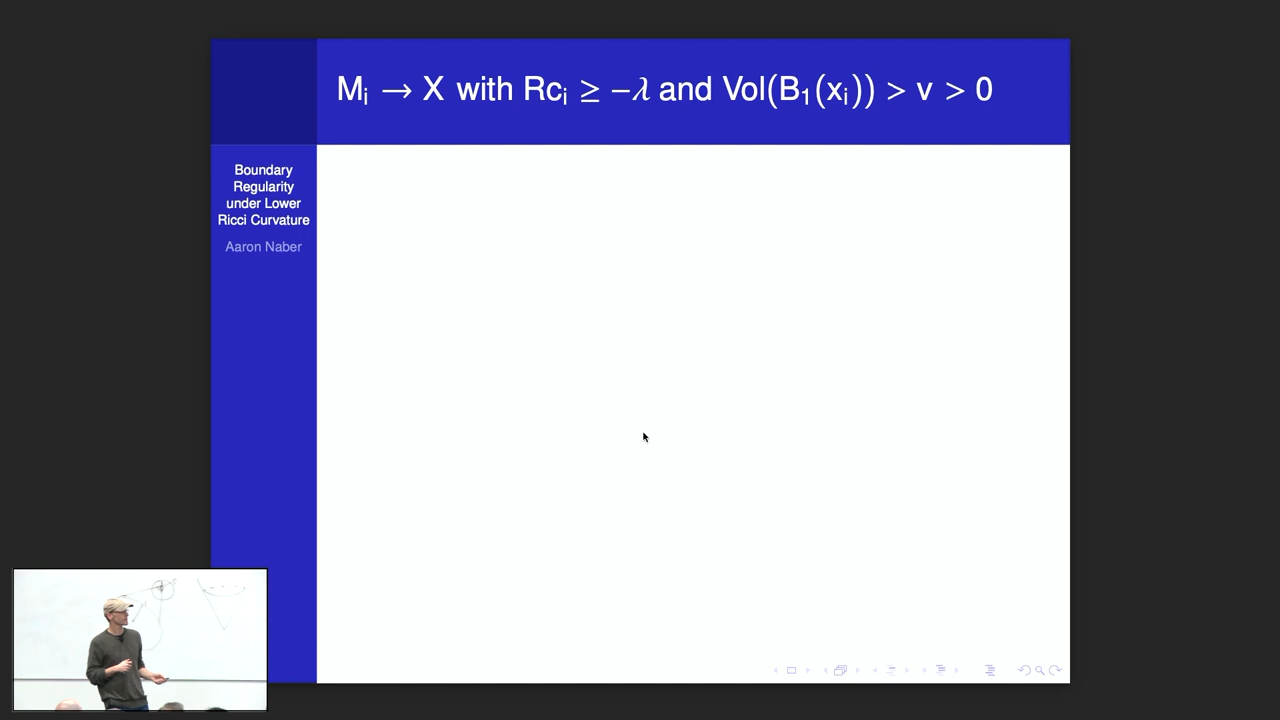 Mᵢ → X with Rcᵢ ≥ −λ and Vol(B₁(xᵢ)) > v > 0
Boundary
Regularity
under Lower
Ricci Curvature
Aaron Naber